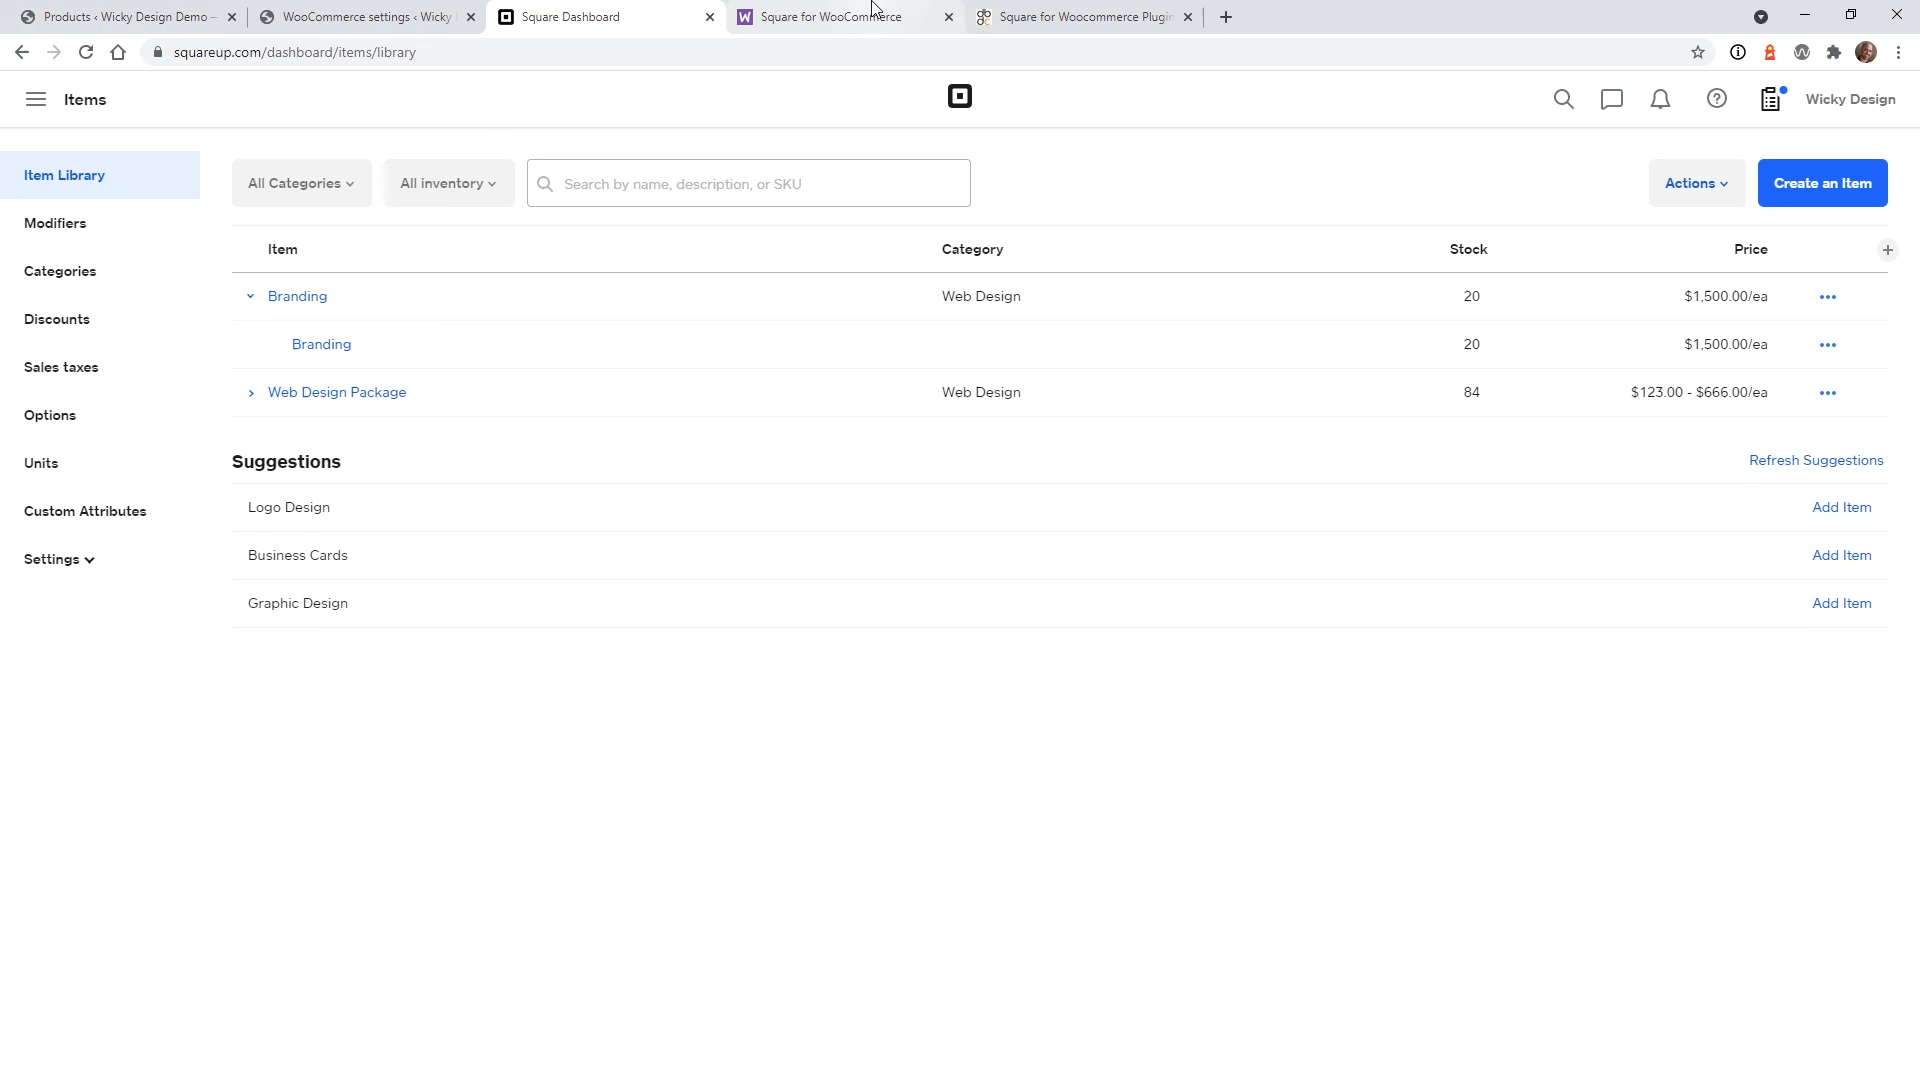 Products ‹ Wicky Design Demo –
WooCommerce settings ‹ Wicky
Square Dashboard
Square for WooCommerce
Square for Woocommerce Plugin
squareup.com/dashboard/items/library
Items
Wicky Design
Item Library
Modifiers
Categories
Discounts
Sales taxes
Options
Units
Custom Attributes
Settings
All Categories
All inventory
Search by name, description, or SKU
Actions
Create an Item
Item Category Stock Price
Branding Web Design 20 $1,500.00/ea
Branding 20 $1,500.00/ea
Web Design Package Web Design 84 $123.00 - $666.00/ea
Suggestions Refresh Suggestions
Logo Design Add Item
Business Cards Add Item
Graphic Design Add Item